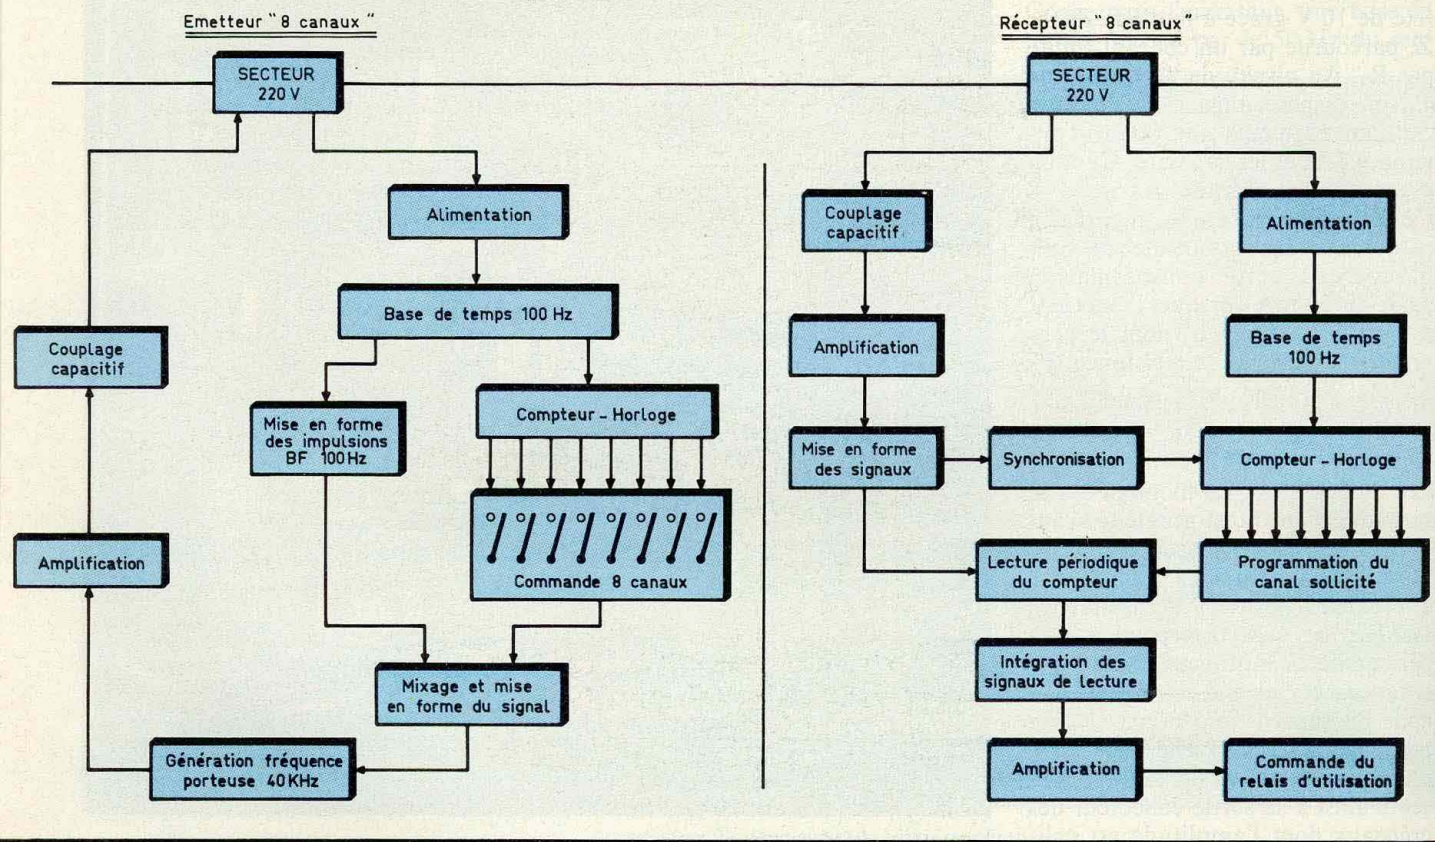 Emetteur "8 canaux"
SECTEUR
220 V
Alimentation
Base de temps 100 Hz
Mise en forme
des impulsions
BF 100 Hz
Compteur - Horloge
Commande 8 canaux
Mixage et mise
en forme du signal
Génération fréquence
porteuse 40 KHz
Amplification
Couplage
capacitif
Récepteur "8 canaux"
SECTEUR
220 V
Couplage
capacitif
Alimentation
Amplification
Base de temps
100 Hz
Mise en forme
des signaux
Synchronisation
Compteur - Horloge
Lecture périodique
du compteur
Programmation du
canal sollicité
Intégration des
signaux de lecture
Amplification
Commande du
relais d'utilisation